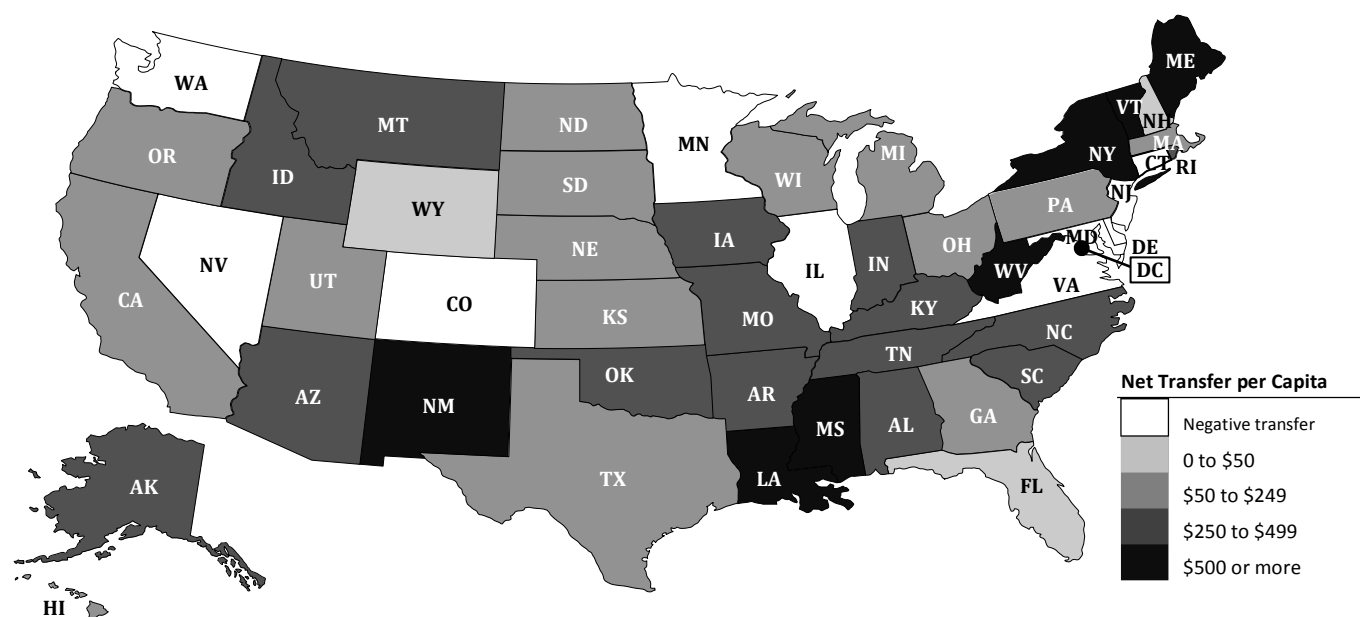 ME
WA
VT
NH
MT
ND
MN
MA
OR
MI
NY
CT
RI
ID
SD
WI
WY
NJ
PA
IA
NE
OH
MD
DE
NV
IL
IN
WV
DC
UT
VA
CA
CO
KS
MO
KY
NC
TN
OK
SC
AZ
NM
AR
MS
AL
GA
TX
LA
FL
AK
HI
Net Transfer per Capita
Negative transfer
0 to $50
$50 to $249
$250 to $499
$500 or more